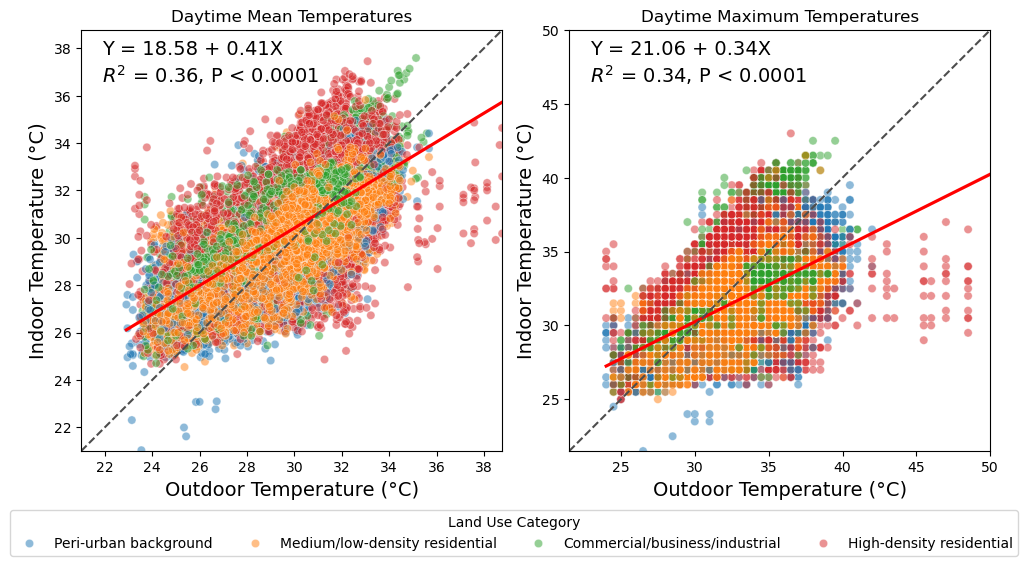 Daytime Mean Temperatures
Y = 18.58 + 0.41X
R² = 0.36, P < 0.0001
Indoor Temperature (°C)
38
36
34
32
30
28
26
24
22
22 24 26 28 30 32 34 36 38
Outdoor Temperature (°C)
Daytime Maximum Temperatures
Y = 21.06 + 0.34X
R² = 0.34, P < 0.0001
Indoor Temperature (°C)
50
45
40
35
30
25
25 30 35 40 45 50
Outdoor Temperature (°C)
Land Use Category
Peri-urban background Medium/low-density residential Commercial/business/industrial High-density residential